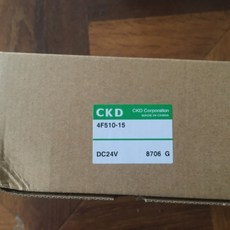 CKD
CKD Corporation
4F510-15
DC24V 8706 G